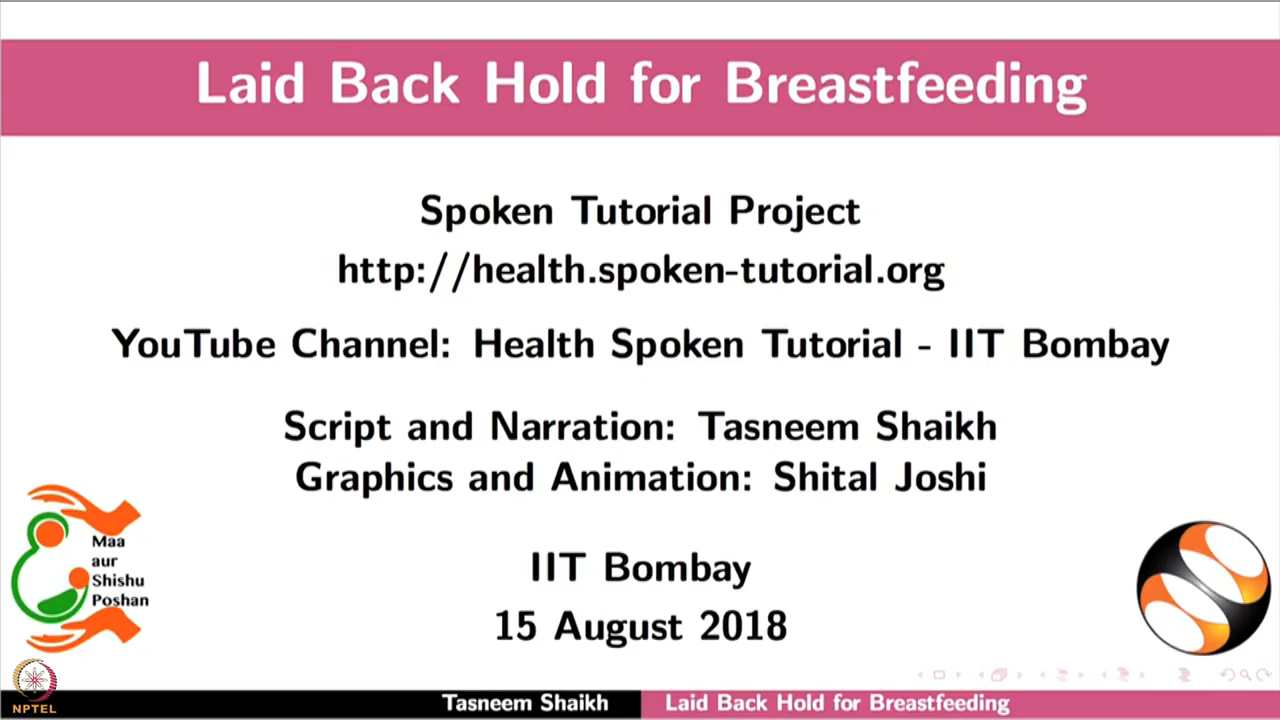 Laid Back Hold for Breastfeeding
Spoken Tutorial Project
http://health.spoken-tutorial.org
YouTube Channel: Health Spoken Tutorial - IIT Bombay
Script and Narration: Tasneem Shaikh
Graphics and Animation: Shital Joshi
Maa
aur
Shishu
Poshan
IIT Bombay
15 August 2018
NPTEL
Tasneem Shaikh
Laid Back Hold for Breastfeeding